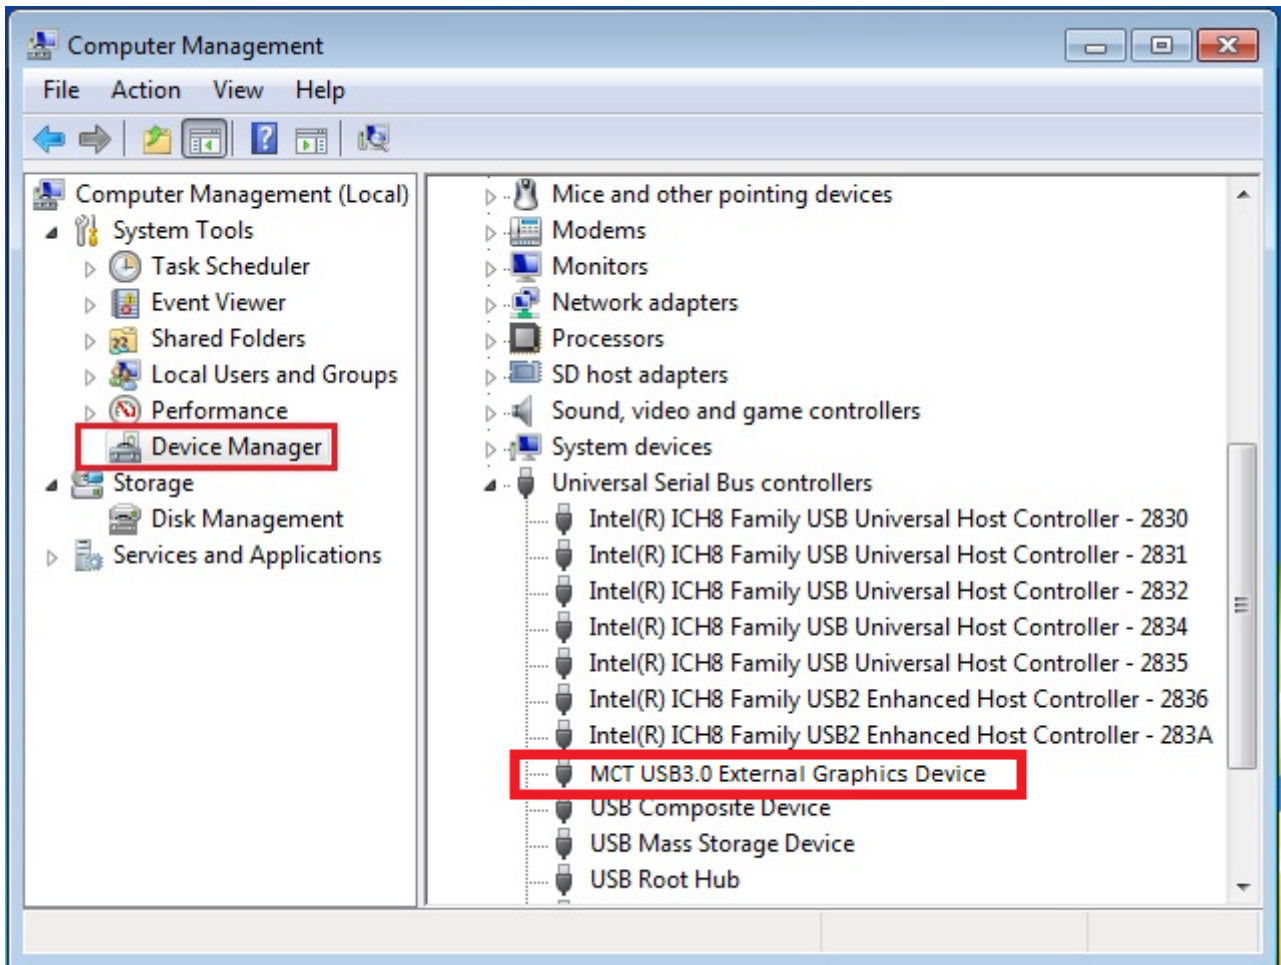 Computer Management
File Action View Help
Computer Management (Local)
System Tools
Task Scheduler
Event Viewer
Shared Folders
Local Users and Groups
Performance
Device Manager
Storage
Disk Management
Services and Applications
Mice and other pointing devices
Modems
Monitors
Network adapters
Processors
SD host adapters
Sound, video and game controllers
System devices
Universal Serial Bus controllers
Intel(R) ICH8 Family USB Universal Host Controller - 2830
Intel(R) ICH8 Family USB Universal Host Controller - 2831
Intel(R) ICH8 Family USB Universal Host Controller - 2832
Intel(R) ICH8 Family USB Universal Host Controller - 2834
Intel(R) ICH8 Family USB Universal Host Controller - 2835
Intel(R) ICH8 Family USB2 Enhanced Host Controller - 2836
Intel(R) ICH8 Family USB2 Enhanced Host Controller - 283A
MCT USB3.0 External Graphics Device
USB Composite Device
USB Mass Storage Device
USB Root Hub